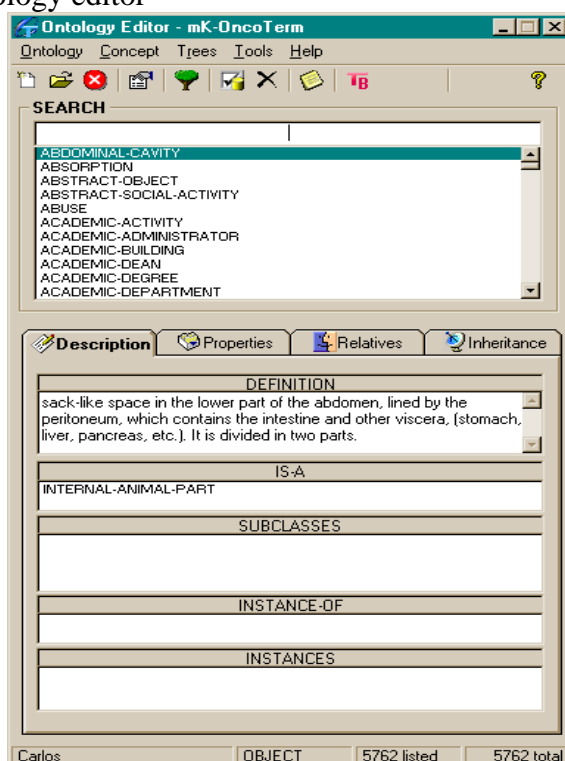 ology editor
Ontology Editor - mK-OncoTerm
Ontology Concept Trees Tools Help
TB
SEARCH
ABDOMINAL-CAVITY
ABSORPTION
ABSTRACT-OBJECT
ABSTRACT-SOCIAL-ACTIVITY
ABUSE
ACADEMIC-ACTIVITY
ACADEMIC-ADMINISTRATOR
ACADEMIC-BUILDING
ACADEMIC-DEAN
ACADEMIC-DEGREE
ACADEMIC-DEPARTMENT
Description Properties Relatives Inheritance
DEFINITION
sack-like space in the lower part of the abdomen, lined by the
peritoneum, which contains the intestine and other viscera, (stomach,
liver, pancreas, etc.). It is divided in two parts.
IS-A
INTERNAL-ANIMAL-PART
SUBCLASSES
INSTANCE-OF
INSTANCES
Carlos OBJECT 5762 listed 5762 total